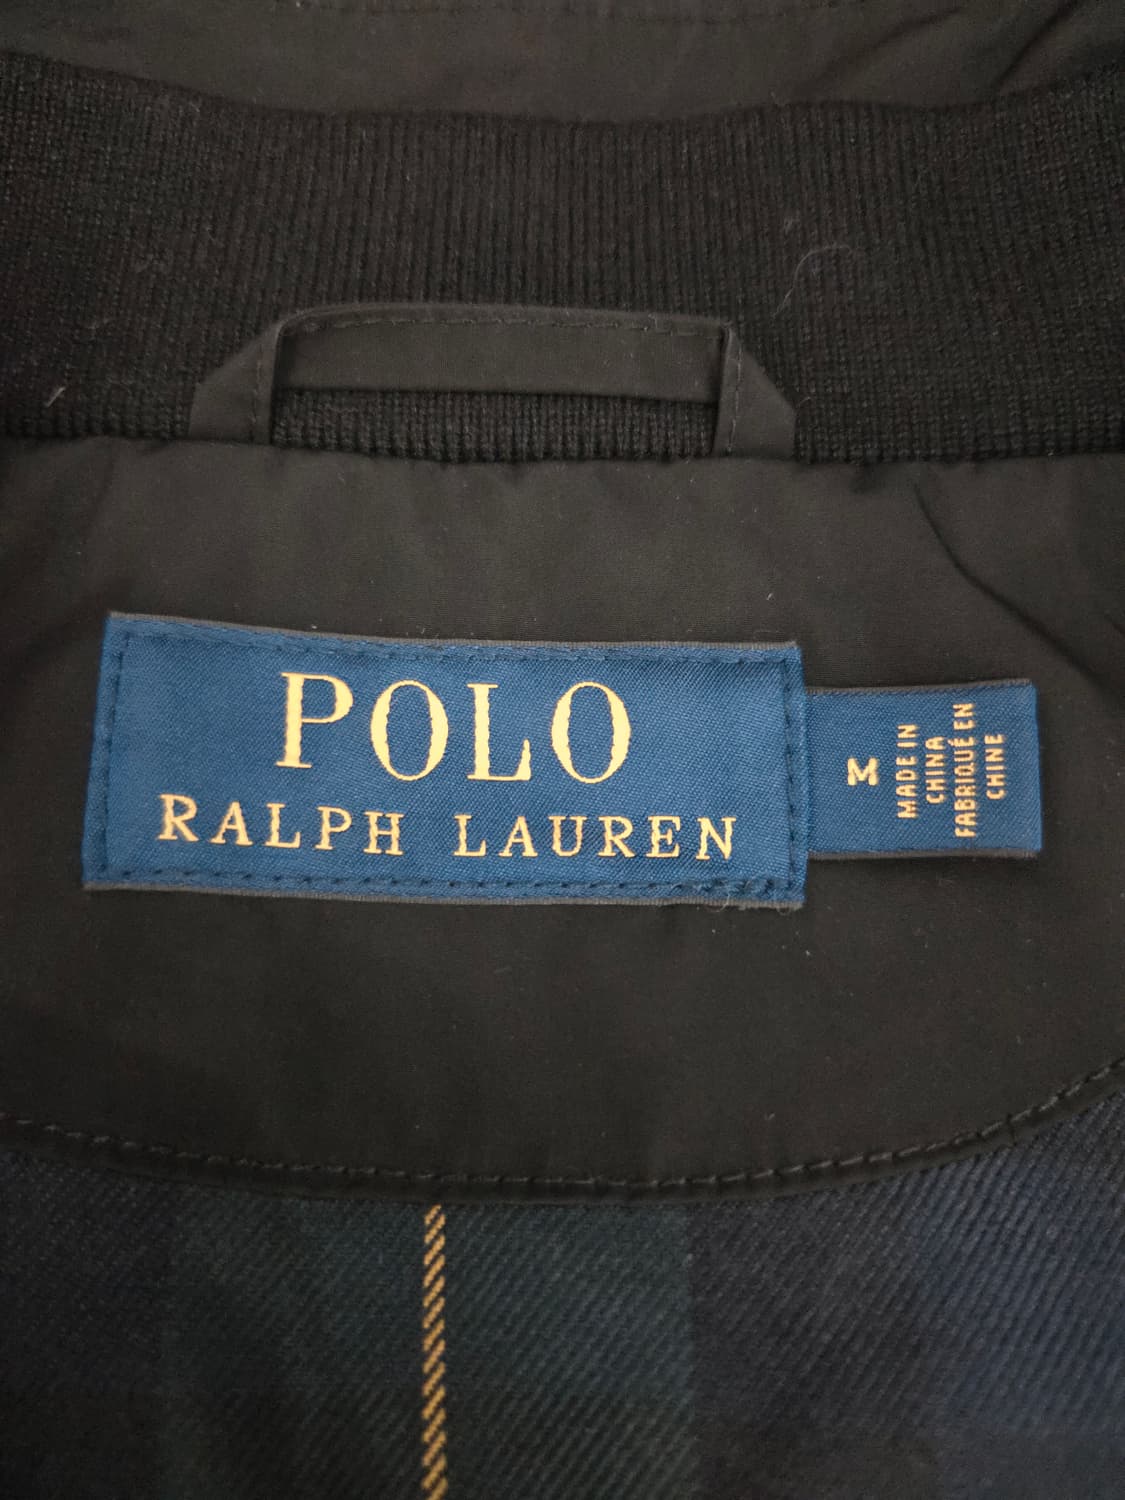 POLO
RALPH LAUREN
M
MADE IN
CHINA
FABRIQUÉ EN
CHINE